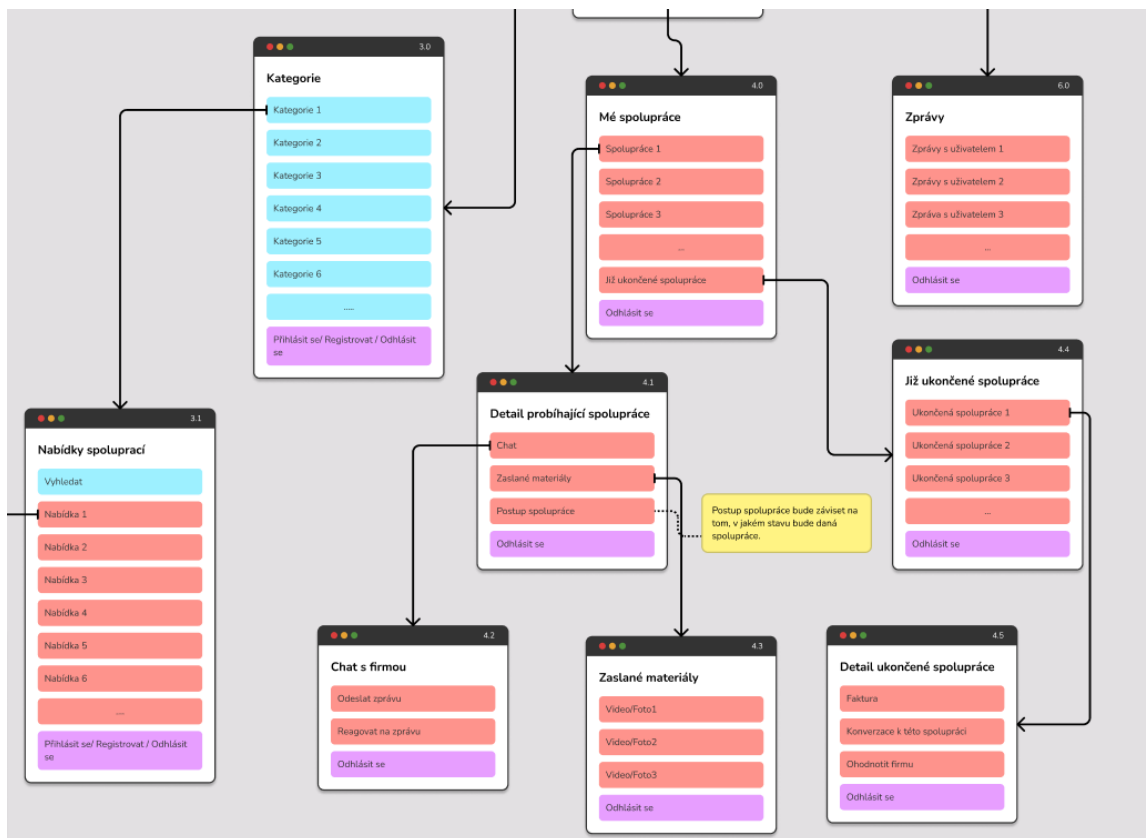 3.0
Kategorie
Kategorie 1
Kategorie 2
Kategorie 3
Kategorie 4
Kategorie 5
Kategorie 6
.....
Přihlásit se/ Registrovat / Odhlásit
se
4.0
Mé spolupráce
Spolupráce 1
Spolupráce 2
Spolupráce 3
...
Již ukončené spolupráce
Odhlásit se
6.0
Zprávy
Zprávy s uživatelem 1
Zprávy s uživatelem 2
Zpráva s uživatelem 3
...
Odhlásit se
3.1
Nabídky spoluprací
Vyhledat
Nabídka 1
Nabídka 2
Nabídka 3
Nabídka 4
Nabídka 5
Nabídka 6
....
Přihlásit se/ Registrovat / Odhlásit
se
4.1
Detail probíhající spolupráce
Chat
Zaslané materiály
Postup spolupráce
Odhlásit se
Postup spolupráce bude záviset na
tom, v jakém stavu bude daná
spolupráce.
4.4
Již ukončené spolupráce
Ukončená spolupráce 1
Ukončená spolupráce 2
Ukončená spolupráce 3
...
Odhlásit se
4.2
Chat s firmou
Odeslat zprávu
Reagovat na zprávu
Odhlásit se
4.3
Zaslané materiály
Video/Foto1
Video/Foto2
Video/Foto3
Odhlásit se
4.5
Detail ukončené spolupráce
Faktura
Konverzace k této spolupráci
Ohodnotit firmu
Odhlásit se